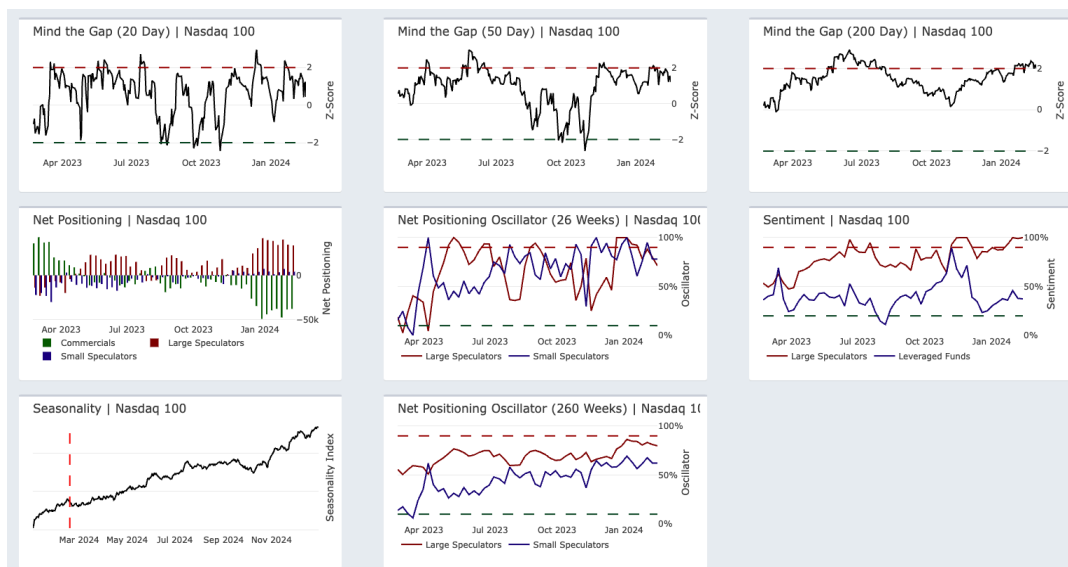 Mind the Gap (20 Day) | Nasdaq 100
2
0
−2
Z-Score
Apr 2023 Jul 2023 Oct 2023 Jan 2024
Mind the Gap (50 Day) | Nasdaq 100
2
0
−2
Z-Score
Apr 2023 Jul 2023 Oct 2023 Jan 2024
Mind the Gap (200 Day) | Nasdaq 100
2
0
−2
Z-Score
Apr 2023 Jul 2023 Oct 2023 Jan 2024
Net Positioning | Nasdaq 100
0
−50k
Net Positioning
Apr 2023 Jul 2023 Oct 2023 Jan 2024
Commercials Large Speculators
Small Speculators
Net Positioning Oscillator (26 Weeks) | Nasdaq 10
100%
50%
0%
Oscillator
Apr 2023 Jul 2023 Oct 2023 Jan 2024
Large Speculators Small Speculators
Sentiment | Nasdaq 100
100%
50%
0%
Sentiment
Apr 2023 Jul 2023 Oct 2023 Jan 2024
Large Speculators Leveraged Funds
Seasonality | Nasdaq 100
Seasonality Index
Mar 2024 May 2024 Jul 2024 Sep 2024 Nov 2024
Net Positioning Oscillator (260 Weeks) | Nasdaq 1
100%
50%
0%
Oscillator
Apr 2023 Jul 2023 Oct 2023 Jan 2024
Large Speculators Small Speculators